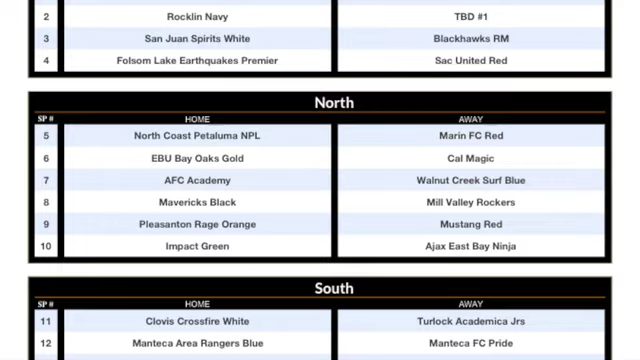 2 Rocklin Navy TBD #1
3 San Juan Spirits White Blackhawks RM
4 Folsom Lake Earthquakes Premier Sac United Red
North
SP # HOME AWAY
5 North Coast Petaluma NPL Marin FC Red
6 EBU Bay Oaks Gold Cal Magic
7 AFC Academy Walnut Creek Surf Blue
8 Mavericks Black Mill Valley Rockers
9 Pleasanton Rage Orange Mustang Red
10 Impact Green Ajax East Bay Ninja
South
SP # HOME AWAY
11 Clovis Crossfire White Turlock Academica Jrs
12 Manteca Area Rangers Blue Manteca FC Pride